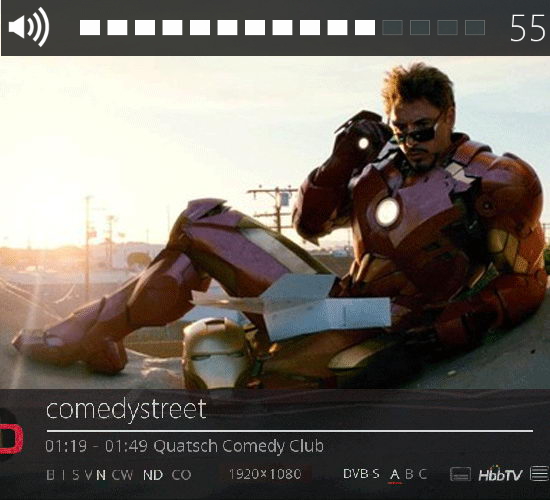 55
comedystreet
01:19 - 01:49 Quatsch Comedy Club
B I S V N CW ND CO 1920×1080 DVB S A B C HbbTV